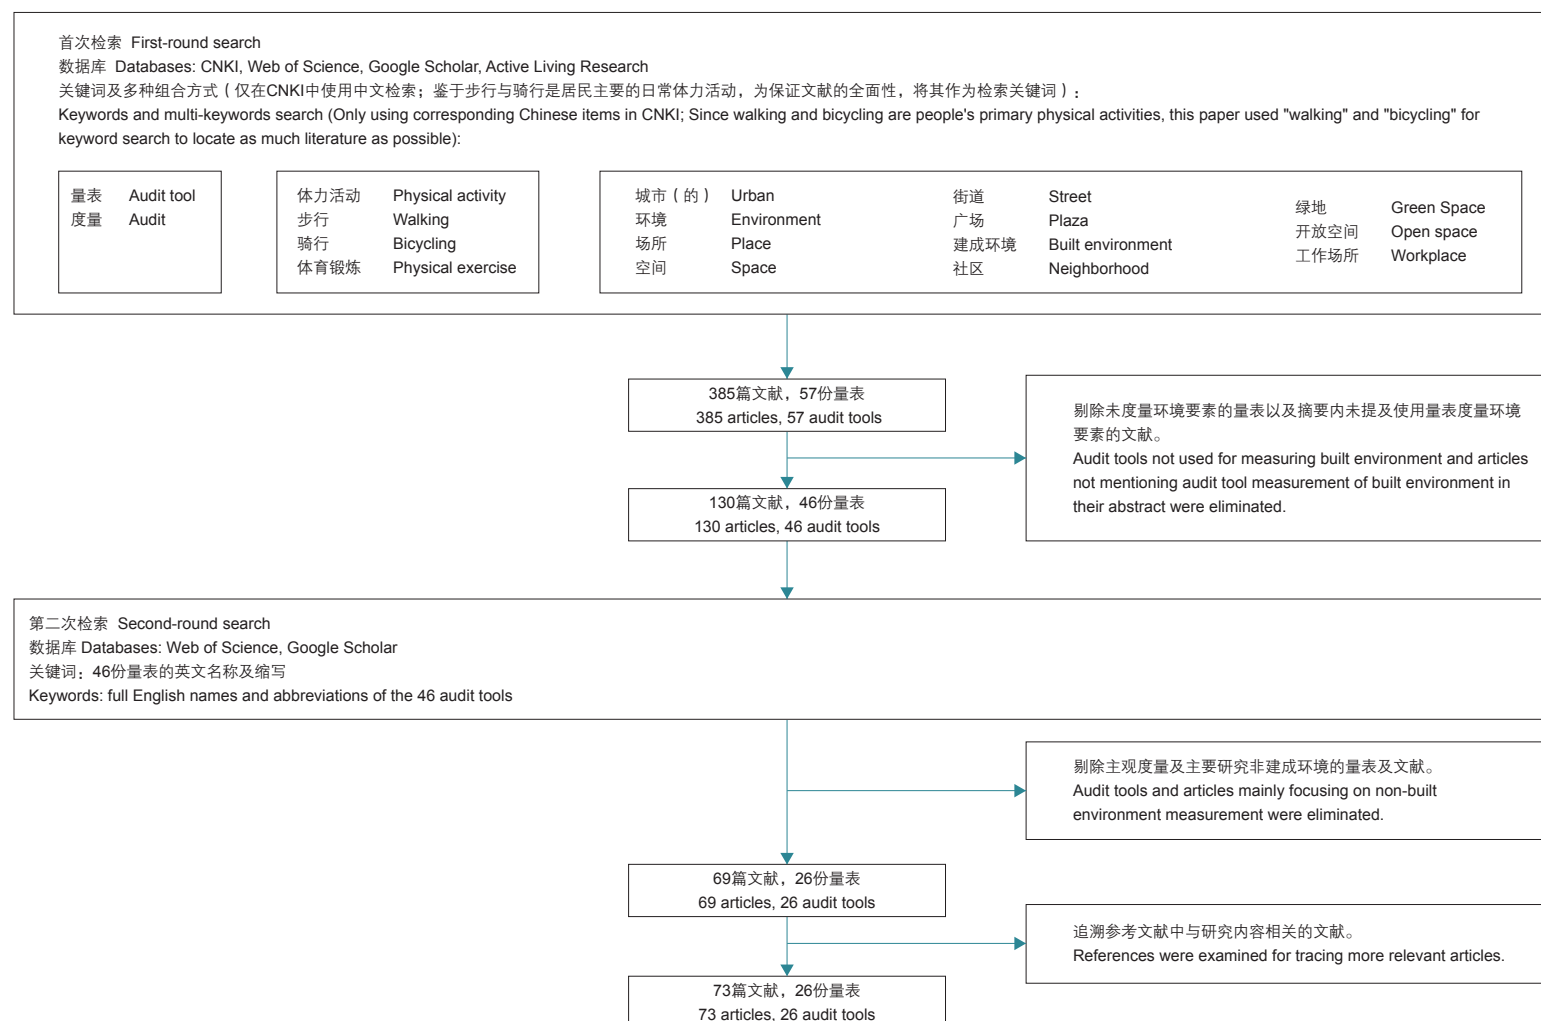 首次检索 First-round search
数据库 Databases: CNKI, Web of Science, Google Scholar, Active Living Research
关键词及多种组合方式（仅在CNKI中使用中文检索；鉴于步行与骑行是居民主要的日常体力活动，为保证文献的全面性，将其作为检索关键词）：
Keywords and multi-keywords search (Only using corresponding Chinese items in CNKI; Since walking and bicycling are people's primary physical activities, this paper used "walking" and "bicycling" for
keyword search to locate as much literature as possible):
量表 Audit tool
度量 Audit
体力活动 Physical activity
步行 Walking
骑行 Bicycling
体育锻炼 Physical exercise
城市（的） Urban
环境 Environment
场所 Place
空间 Space
街道 Street
广场 Plaza
建成环境 Built environment
社区 Neighborhood
绿地 Green Space
开放空间 Open space
工作场所 Workplace
385篇文献，57份量表
385 articles, 57 audit tools
剔除未度量环境要素的量表以及摘要内未提及使用量表度量环境
要素的文献。
Audit tools not used for measuring built environment and articles
not mentioning audit tool measurement of built environment in
their abstract were eliminated.
130篇文献，46份量表
130 articles, 46 audit tools
第二次检索 Second-round search
数据库 Databases: Web of Science, Google Scholar
关键词：46份量表的英文名称及缩写
Keywords: full English names and abbreviations of the 46 audit tools
剔除主观度量及主要研究非建成环境的量表及文献。
Audit tools and articles mainly focusing on non-built
environment measurement were eliminated.
69篇文献，26份量表
69 articles, 26 audit tools
追溯参考文献中与研究内容相关的文献。
References were examined for tracing more relevant articles.
73篇文献，26份量表
73 articles, 26 audit tools